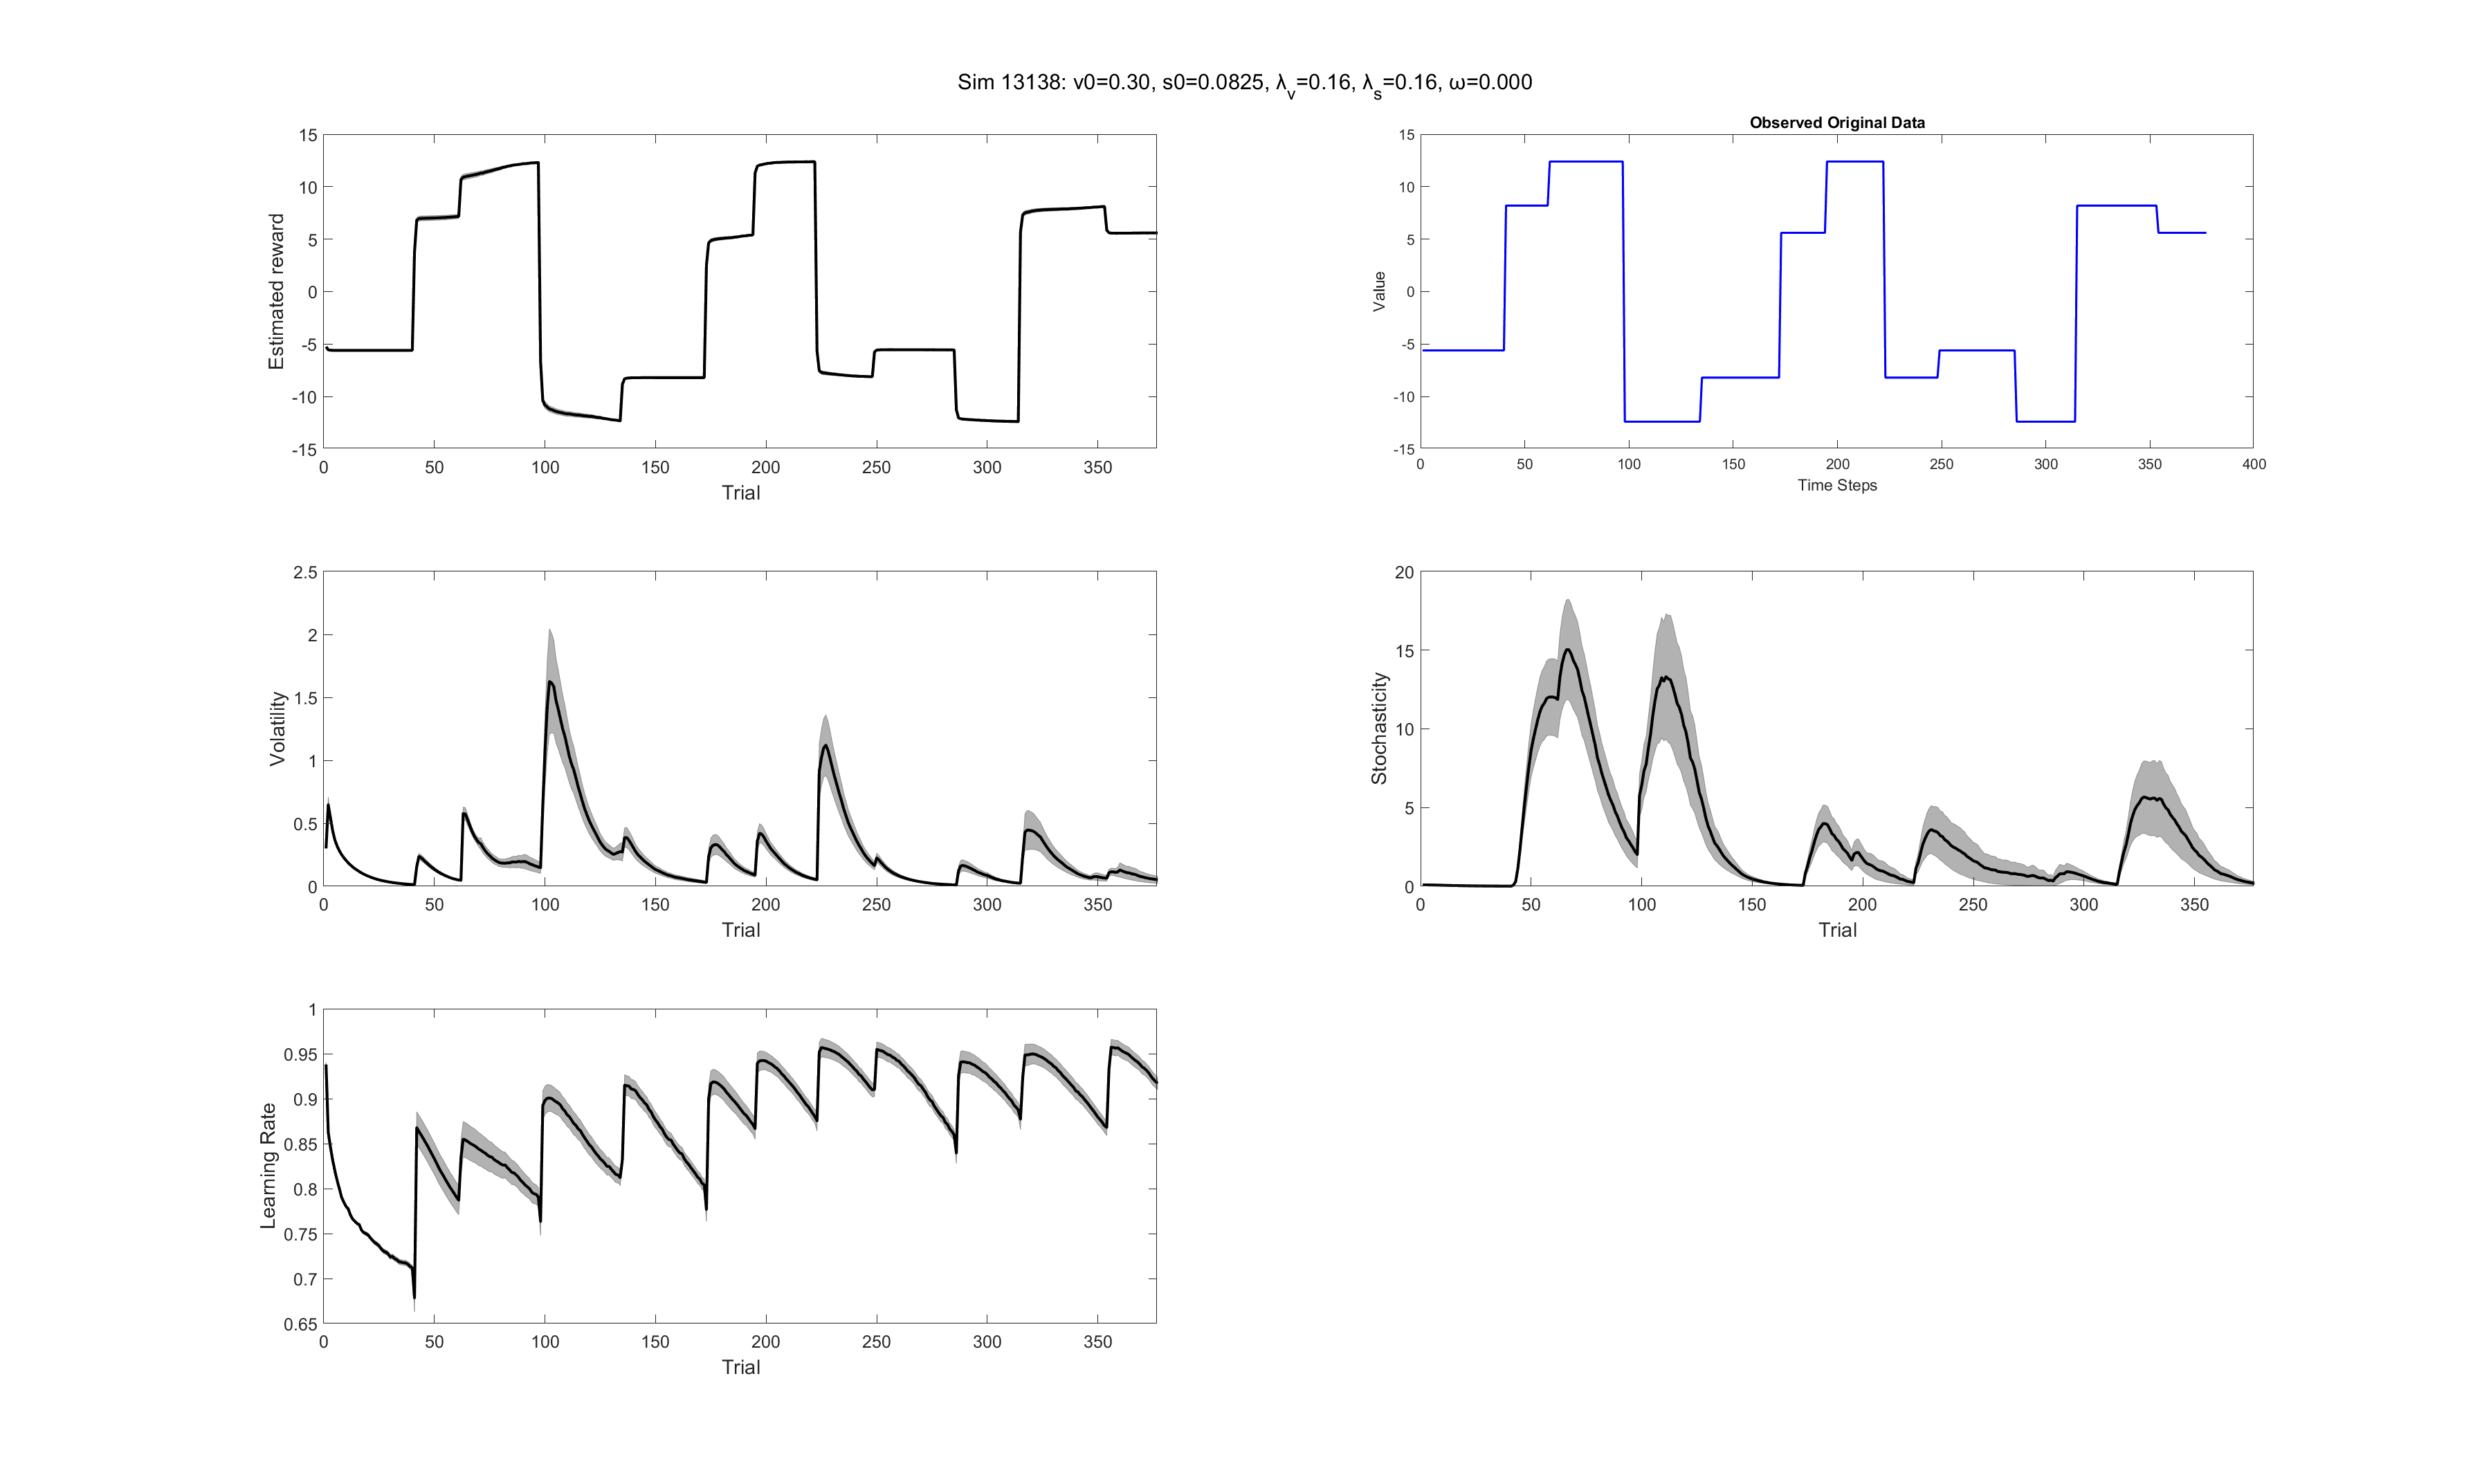 Sim 13138: v0=0.30, s0=0.0825, λv=0.16, λs=0.16, ω=0.000
15
10
5
0
-5
-10
-15
0 50 100 150 200 250 300 350
Estimated reward
Trial
Observed Original Data
15
10
5
0
-5
-10
-15
0 50 100 150 200 250 300 350 400
Value
Time Steps
2.5
2
1.5
1
0.5
0
0 50 100 150 200 250 300 350
Volatility
Trial
20
15
10
5
0
0 50 100 150 200 250 300 350
Stochasticity
Trial
1
0.95
0.9
0.85
0.8
0.75
0.7
0.65
0 50 100 150 200 250 300 350
Learning Rate
Trial